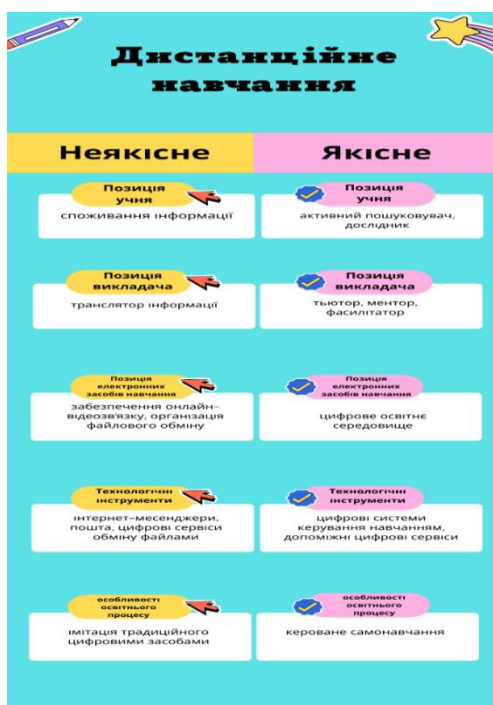 Дистанційне
навчання
Неякісне
Якісне
Позиція
учня
споживання інформації
Позиція
учня
активний пошуковувач,
дослідник
Позиція
викладача
транслятор інформації
Позиція
викладача
тьютор, ментор,
фасилітатор
Позиція
електронних
засобів навчання
забезпечення онлайн-
відеозв'язку, організація
файлового обміну
Позиція
електронних
засобів навчання
цифрове освітнє
середовище
Технологічні
інструменти
інтернет-месенджери,
пошта, цифрові сервіси
обміну файлами
Технологічні
інструменти
цифрові системи
керування навчанням,
допоміжні цифрові сервіси
особливості
освітнього
процесу
імітація традиційного
цифровими засобами
особливості
освітнього
процесу
кероване самонавчання